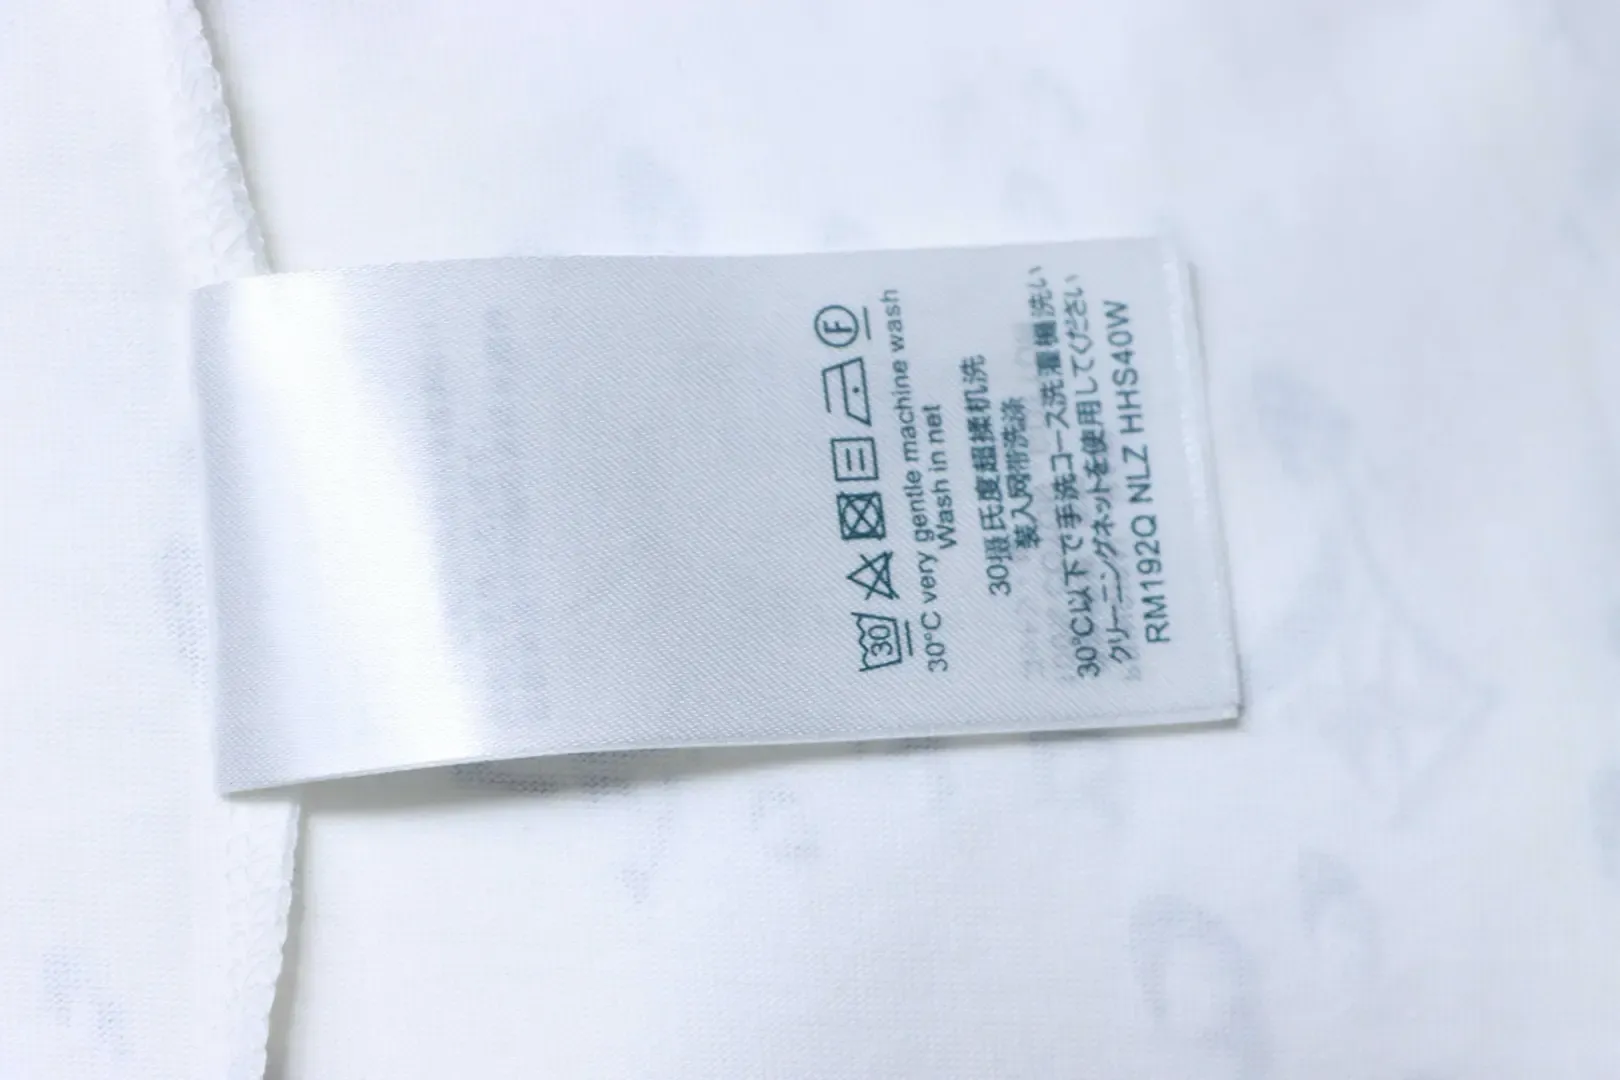 30
F
30°C very gentle machine wash
Wash in net
30摄氏度超揉机洗
装入网带洗涤
30℃以下で手洗コース洗濯機洗い
クリーニングネットを使用してください
RM192Q NLZ HHS40W